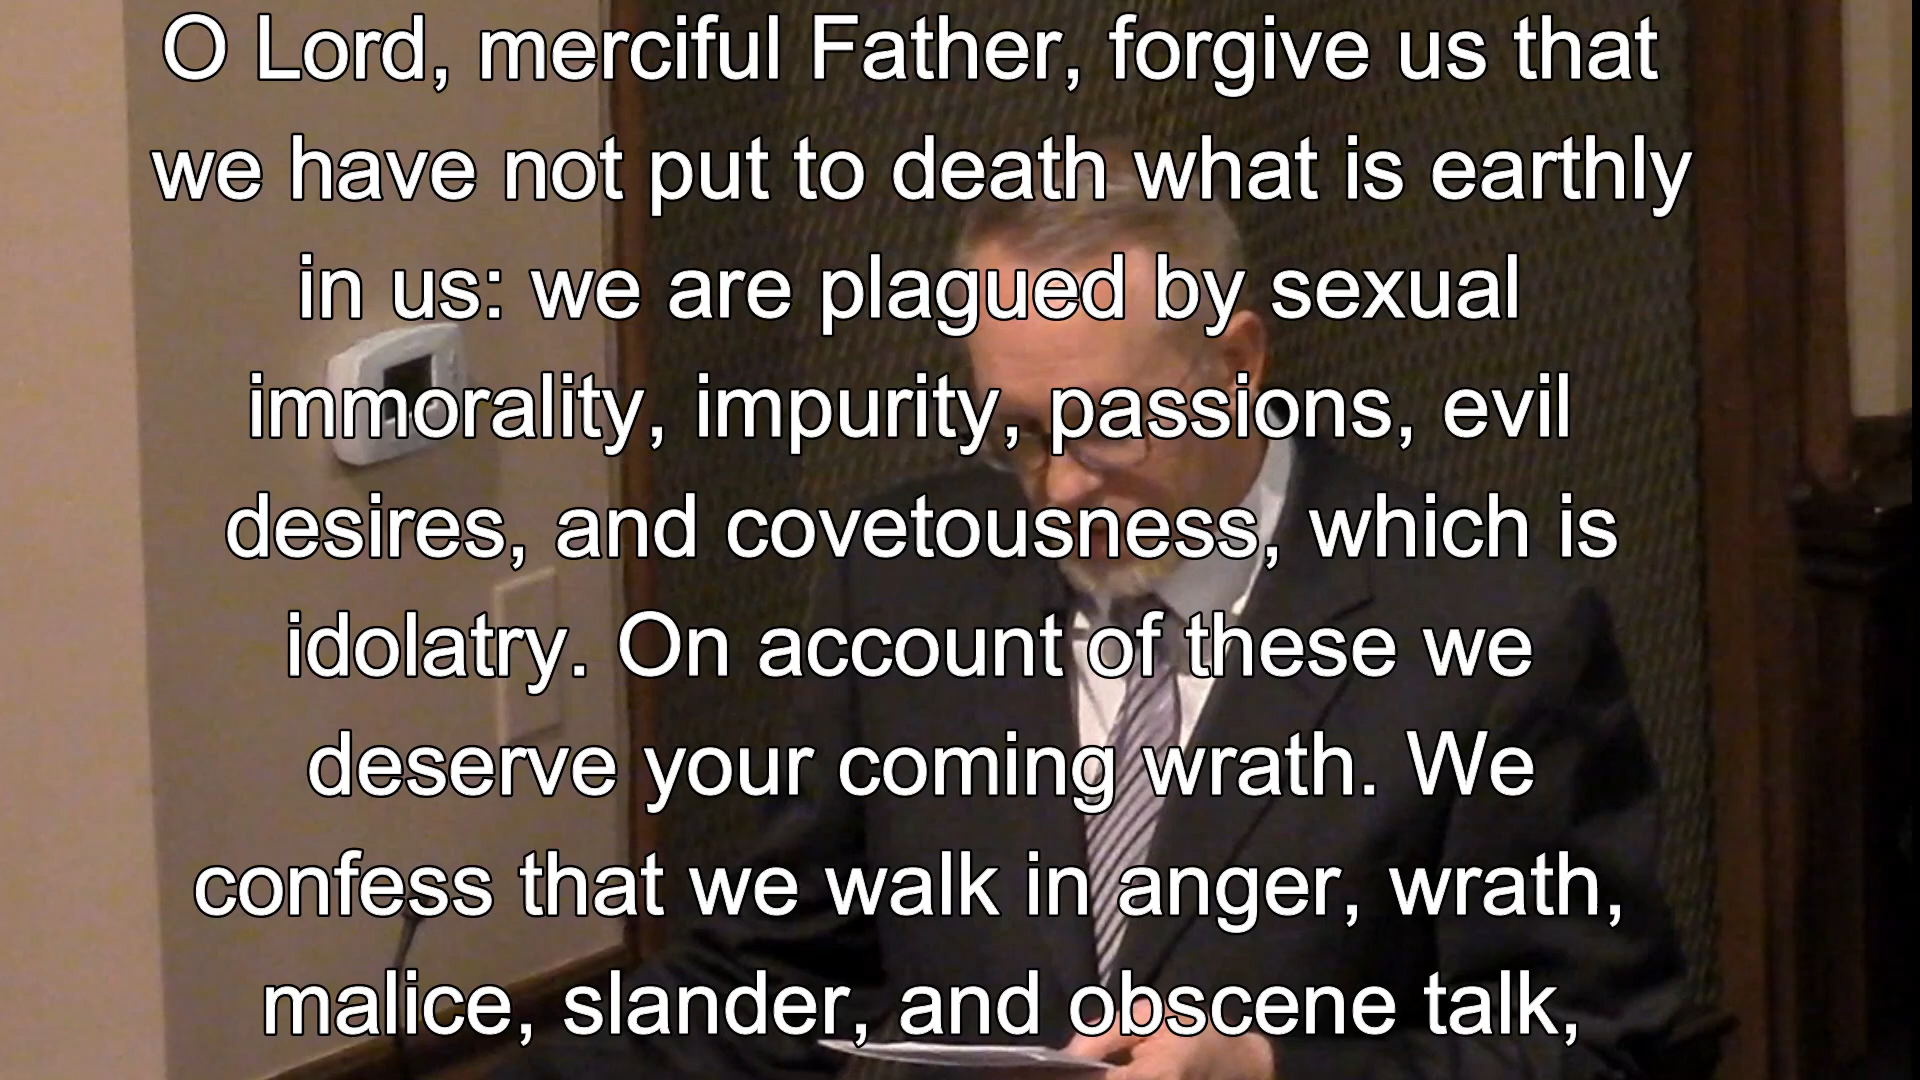 O Lord, merciful Father, forgive us that
we have not put to death what is earthly
in us: we are plagued by sexual
immorality, impurity, passions, evil
desires, and covetousness, which is
idolatry. On account of these we
deserve your coming wrath. We
confess that we walk in anger, wrath,
malice, slander, and obscene talk,